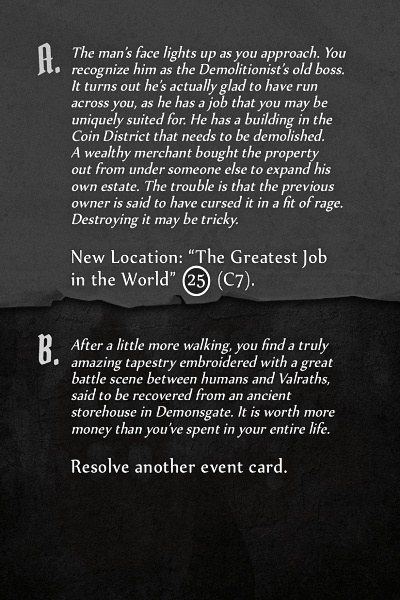 A. The man's face lights up as you approach. You
recognize him as the Demolitionist's old boss.
It turns out he's actually glad to have run
across you, as he has a job that you may be
uniquely suited for. He has a building in the
Coin District that needs to be demolished.
A wealthy merchant bought the property
out from under someone else to expand his
own estate. The trouble is that the previous
owner is said to have cursed it in a fit of rage.
Destroying it may be tricky.
New Location: “The Greatest Job
in the World” 25 (C7).
B. After a little more walking, you find a truly
amazing tapestry embroidered with a great
battle scene between humans and Valraths,
said to be recovered from an ancient
storehouse in Demonsgate. It is worth more
money than you've spent in your entire life.
Resolve another event card.